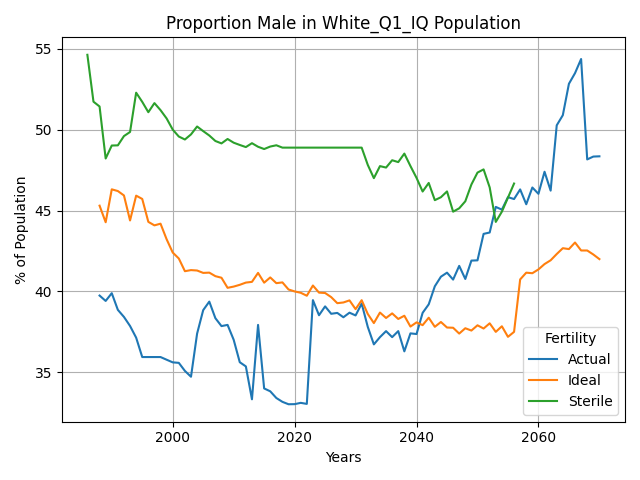 Proportion Male in White_Q1_IQ Population
% of Population
55
50
45
40
35
2000
2020
2040
2060
Years
Fertility
Actual
Ideal
Sterile